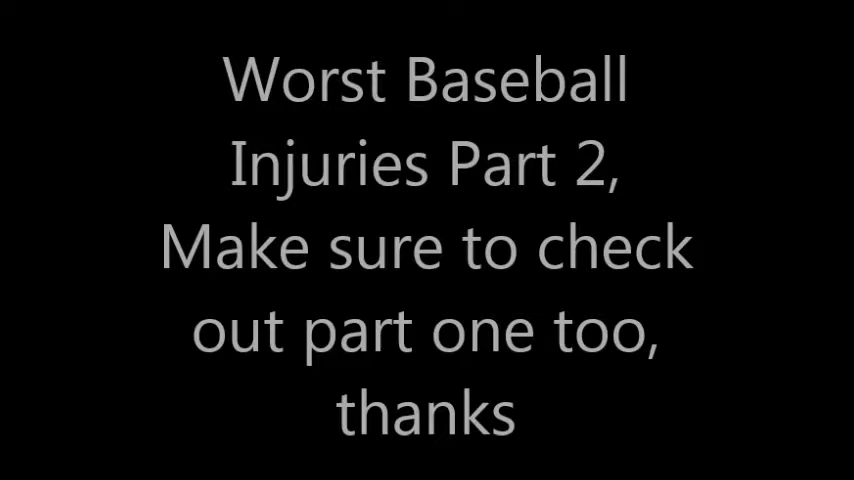 Worst Baseball
Injuries Part 2,
Make sure to check
out part one too,
thanks